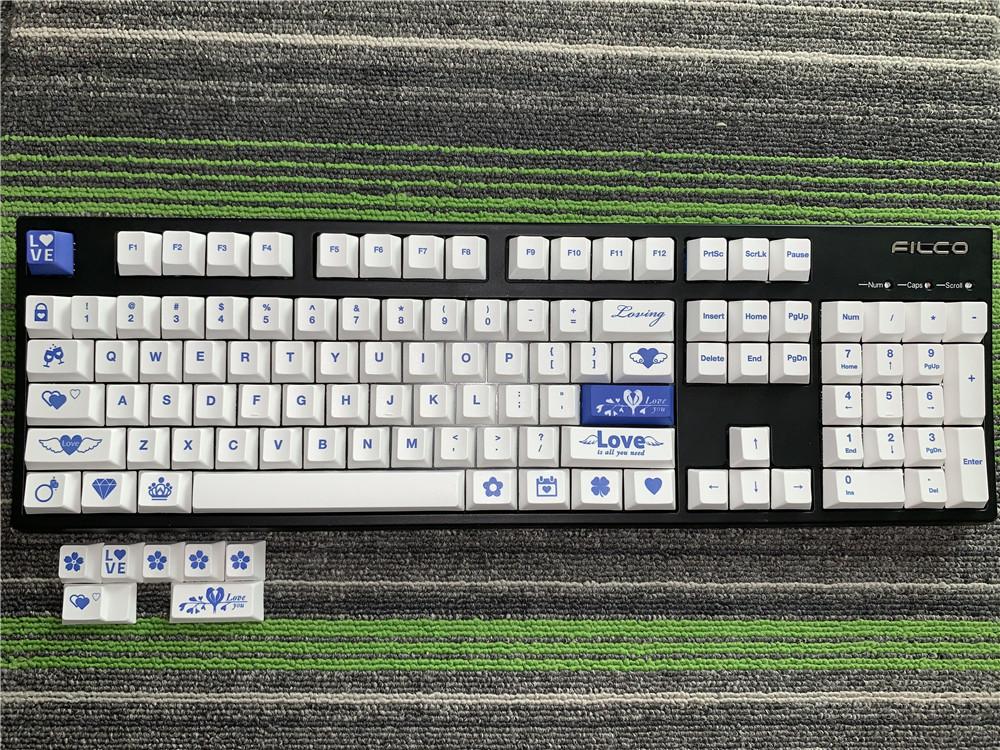 L
VE
F1 F2 F3 F4 F5 F6 F7 F8 F9 F10 F11 F12 PrtSc ScrLk Pause
FILCO
Num Caps Scroll
! @ # $ % ^ & * ( ) _ +
1 2 3 4 5 6 7 8 9 0 - = Loving
Insert Home PgUp Num / * -
Q W E R T Y U I O P { }
[ ]
Delete End PgDn 7 8 9 +
Home ↑ PgUp
A S D F G H J K L : "
; ' Love
you
4 5 6
← →
Love Z X C V B N M < > ?
, . / Love
is all you need
↑ 1 2 3 Enter
End ↓ PgDn
← ↓ → 0 .
Ins Del
L
VE
Love
you